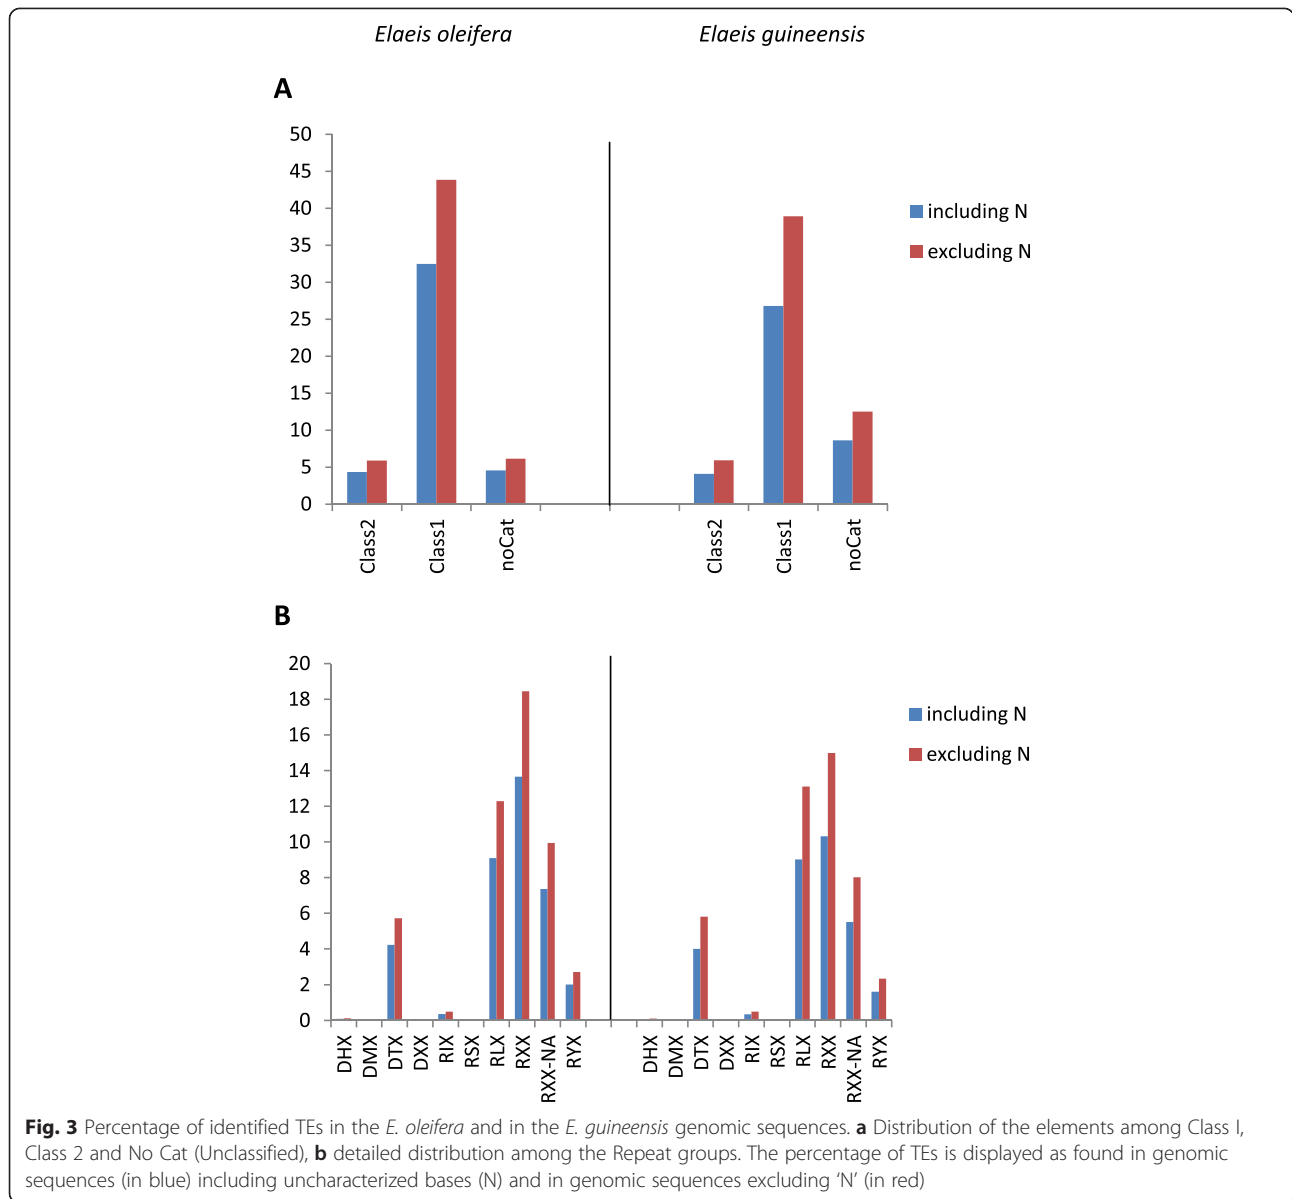 Elaeis oleifera
Elaeis guineensis
A
50
45
40
35
30
25
20
15
10
5
0
Class2
Class1
noCat
Class2
Class1
noCat
including N
excluding N
B
20
18
16
14
12
10
8
6
4
2
0
DHX
DMX
DTX
DXX
RIX
RSX
RLX
RXX
RXX-NA
RYX
DHX
DMX
DTX
DXX
RIX
RSX
RLX
RXX
RXX-NA
RYX
including N
excluding N
Fig. 3 Percentage of identified TEs in the E. oleifera and in the E. guineensis genomic sequences. a Distribution of the elements among Class I,
Class 2 and No Cat (Unclassified), b detailed distribution among the Repeat groups. The percentage of TEs is displayed as found in genomic
sequences (in blue) including uncharacterized bases (N) and in genomic sequences excluding ‘N’ (in red)